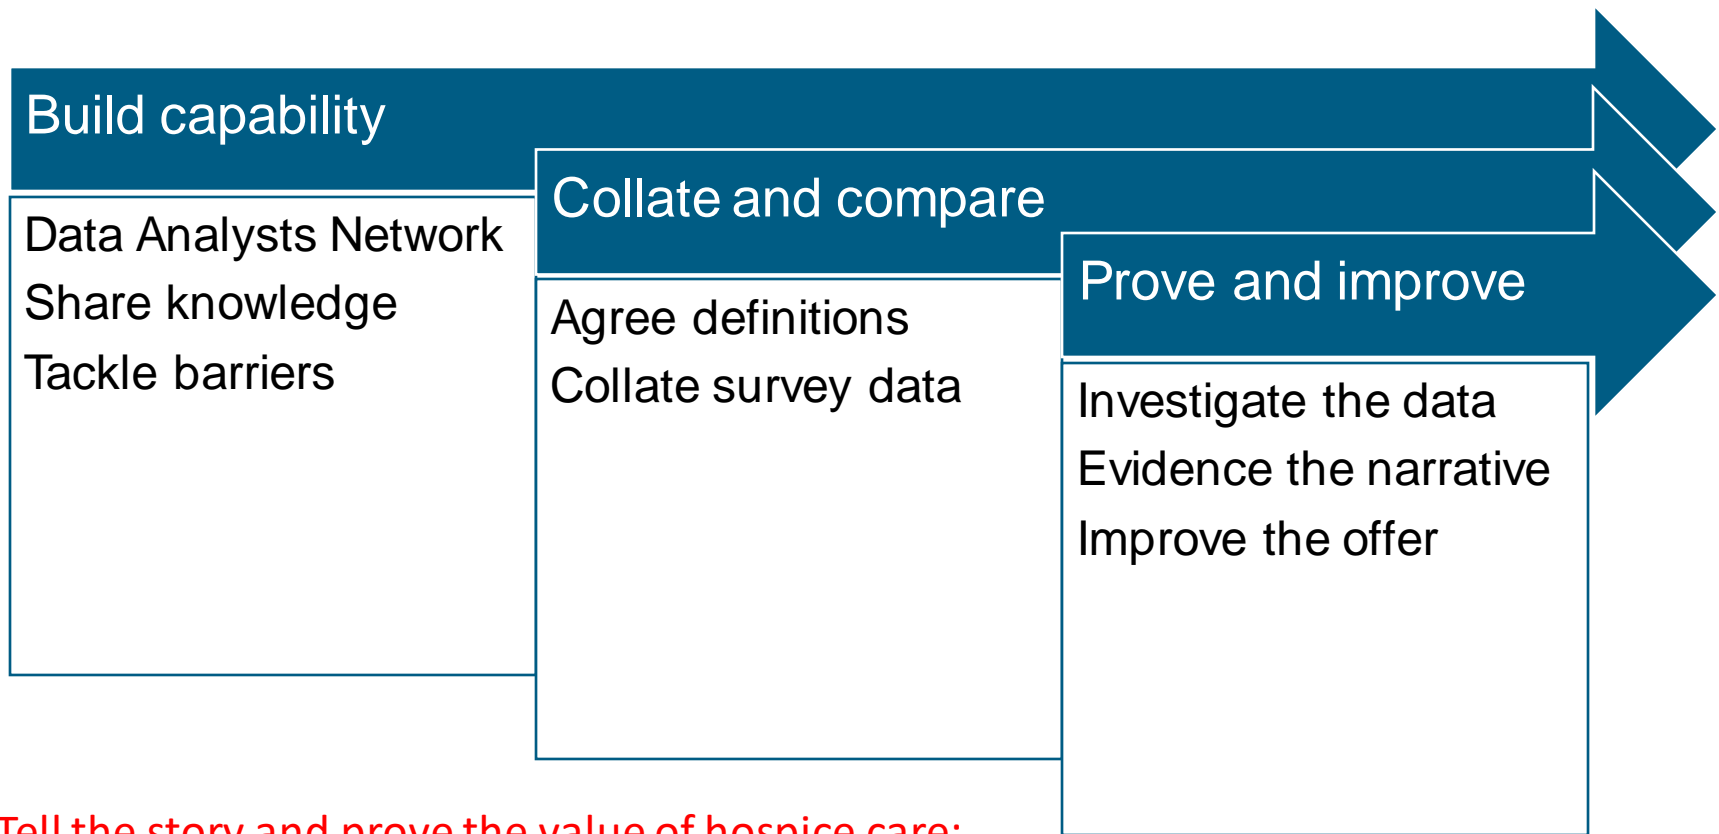 Build capability
Data Analysts Network
Share knowledge
Tackle barriers
Collate and compare
Agree definitions
Collate survey data
Prove and improve
Investigate the data
Evidence the narrative
Improve the offer
Tell the story and prove the value of hospice care: